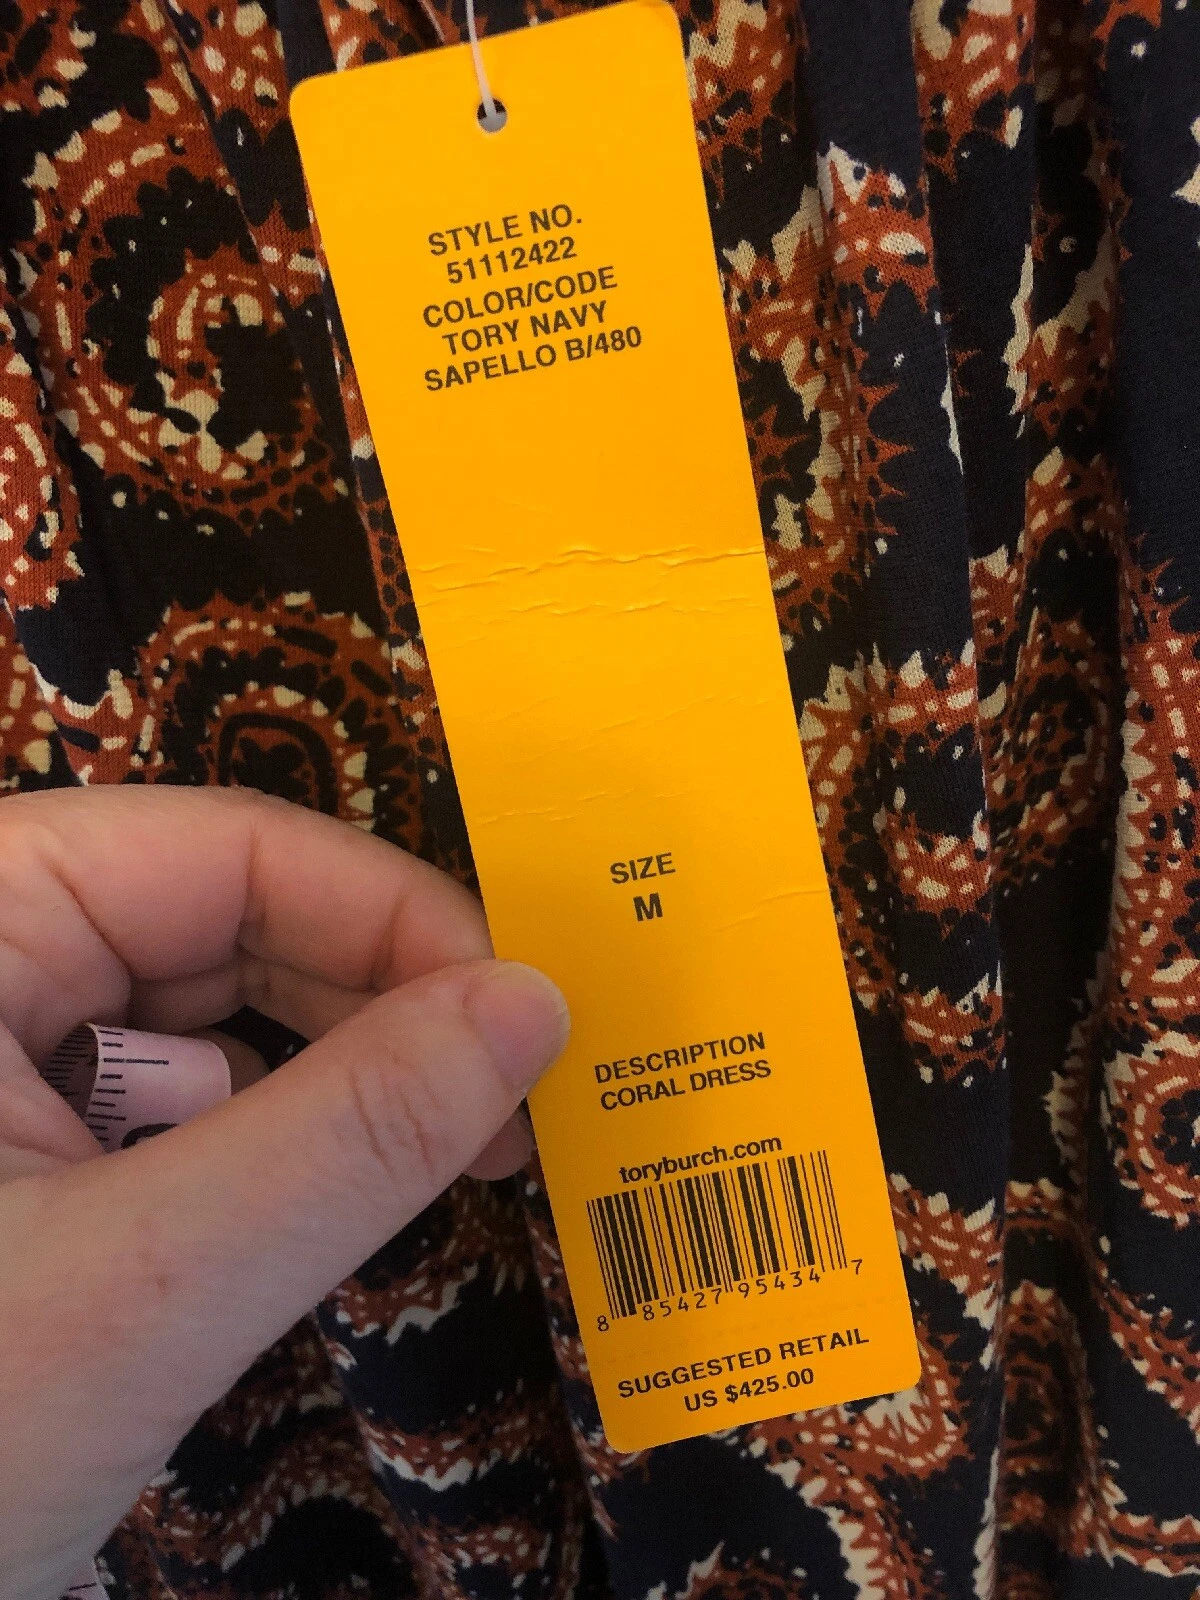 STYLE NO.
51112422
COLOR/CODE
TORY NAVY
SAPELLO B/480
SIZE
M
DESCRIPTION
CORAL DRESS
toryburch.com
8 85427 95434 7
SUGGESTED RETAIL
US $425.00